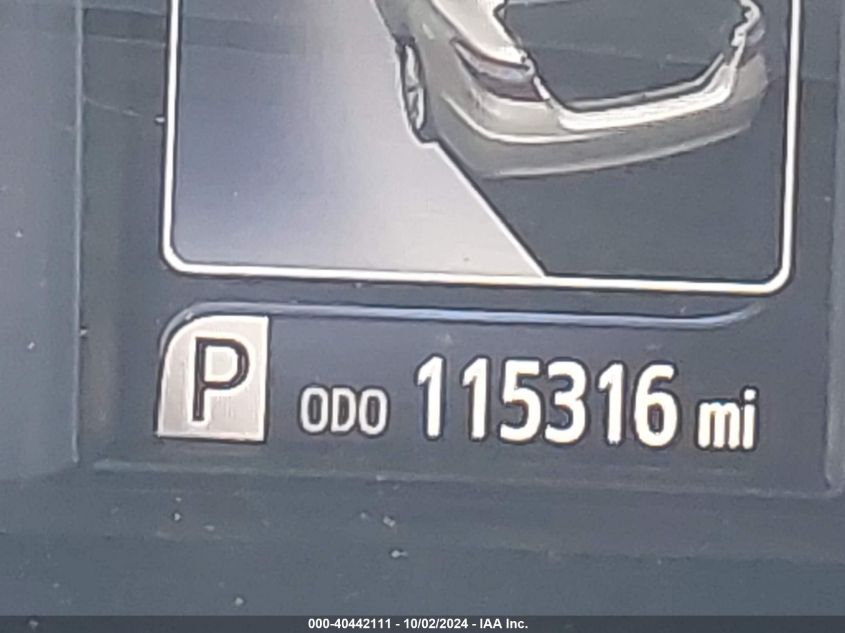 P ODO 115316 mi
000-40442111 - 10/02/2024 - IAA Inc.